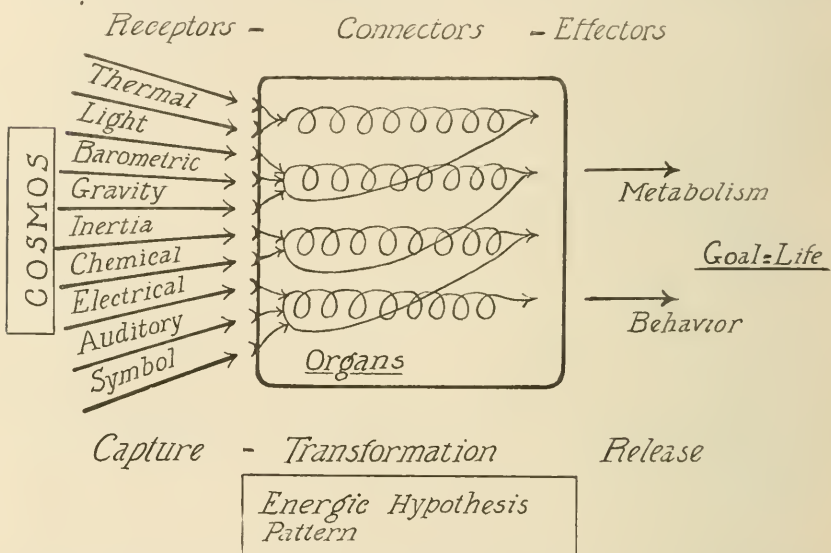 Receptors - Connectors - Effectors
COSMOS
Thermal
Light
Barometric
Gravity
Inertia
Chemical
Electrical
Auditory
Symbol
Organs
Metabolism
Goal=Life
Behavior
Capture - Transformation Release
Energic Hypothesis
Pattern